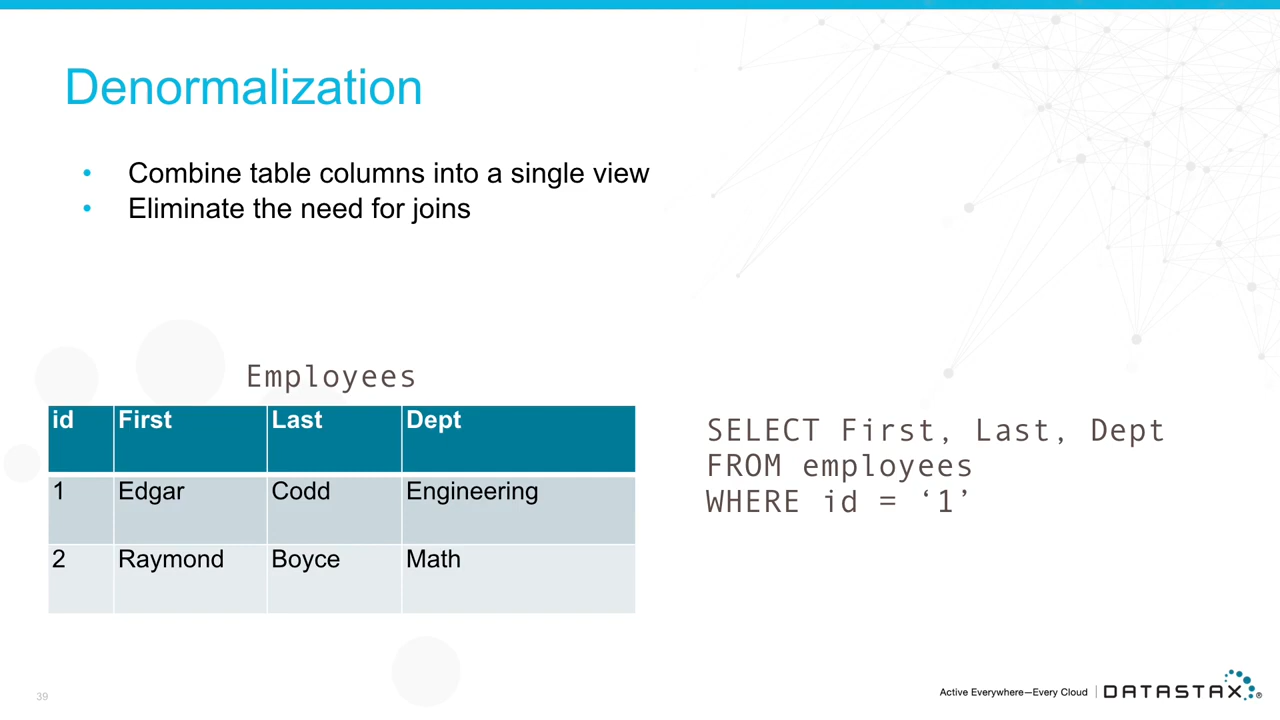 Denormalization
• Combine table columns into a single view
• Eliminate the need for joins
Employees
id First Last Dept
1 Edgar Codd Engineering
2 Raymond Boyce Math
SELECT First, Last, Dept
FROM employees
WHERE id = ‘1’
39
Active Everywhere—Every Cloud | DATASTAX®